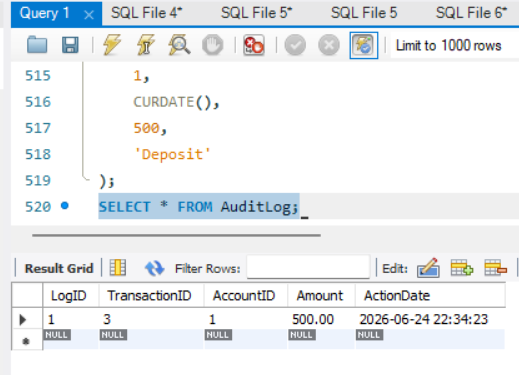 Query 1 × SQL File 4* SQL File 5* SQL File 5 SQL File 6*
Limit to 1000 rows
515 1,
516 CURDATE(),
517 500,
518 'Deposit'
519 );
520 SELECT * FROM AuditLog;
Result Grid Filter Rows: Edit:
LogID TransactionID AccountID Amount ActionDate
1 3 1 500.00 2026-06-24 22:34:23
NULL NULL NULL NULL NULL